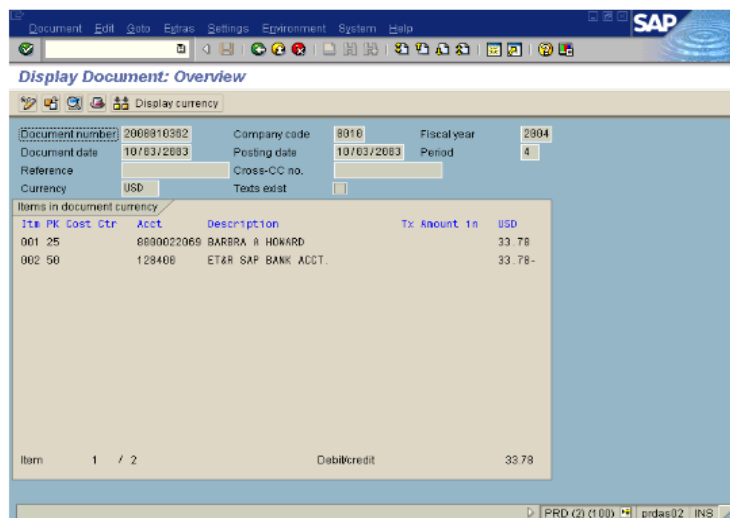 Document Edit Goto Extras Settings Environment System Help
SAP
Display Document: Overview
Display currency
Document number 2000010362 Company code 8010 Fiscal year 2004
Document date 10/03/2003 Posting date 10/03/2003 Period 4
Reference Cross-CC no.
Currency USD Texts exist
Items in document currency
Itm PK Cost Ctr Acct Description Tx Amount in USD
001 25 8000022069 BARBRA A HOWARD 33.78
002 50 128400 ET&R SAP BANK ACCT. 33.78-
Item 1 / 2 Debit/credit 33.78
PRD (2) (100) prdas02 INS